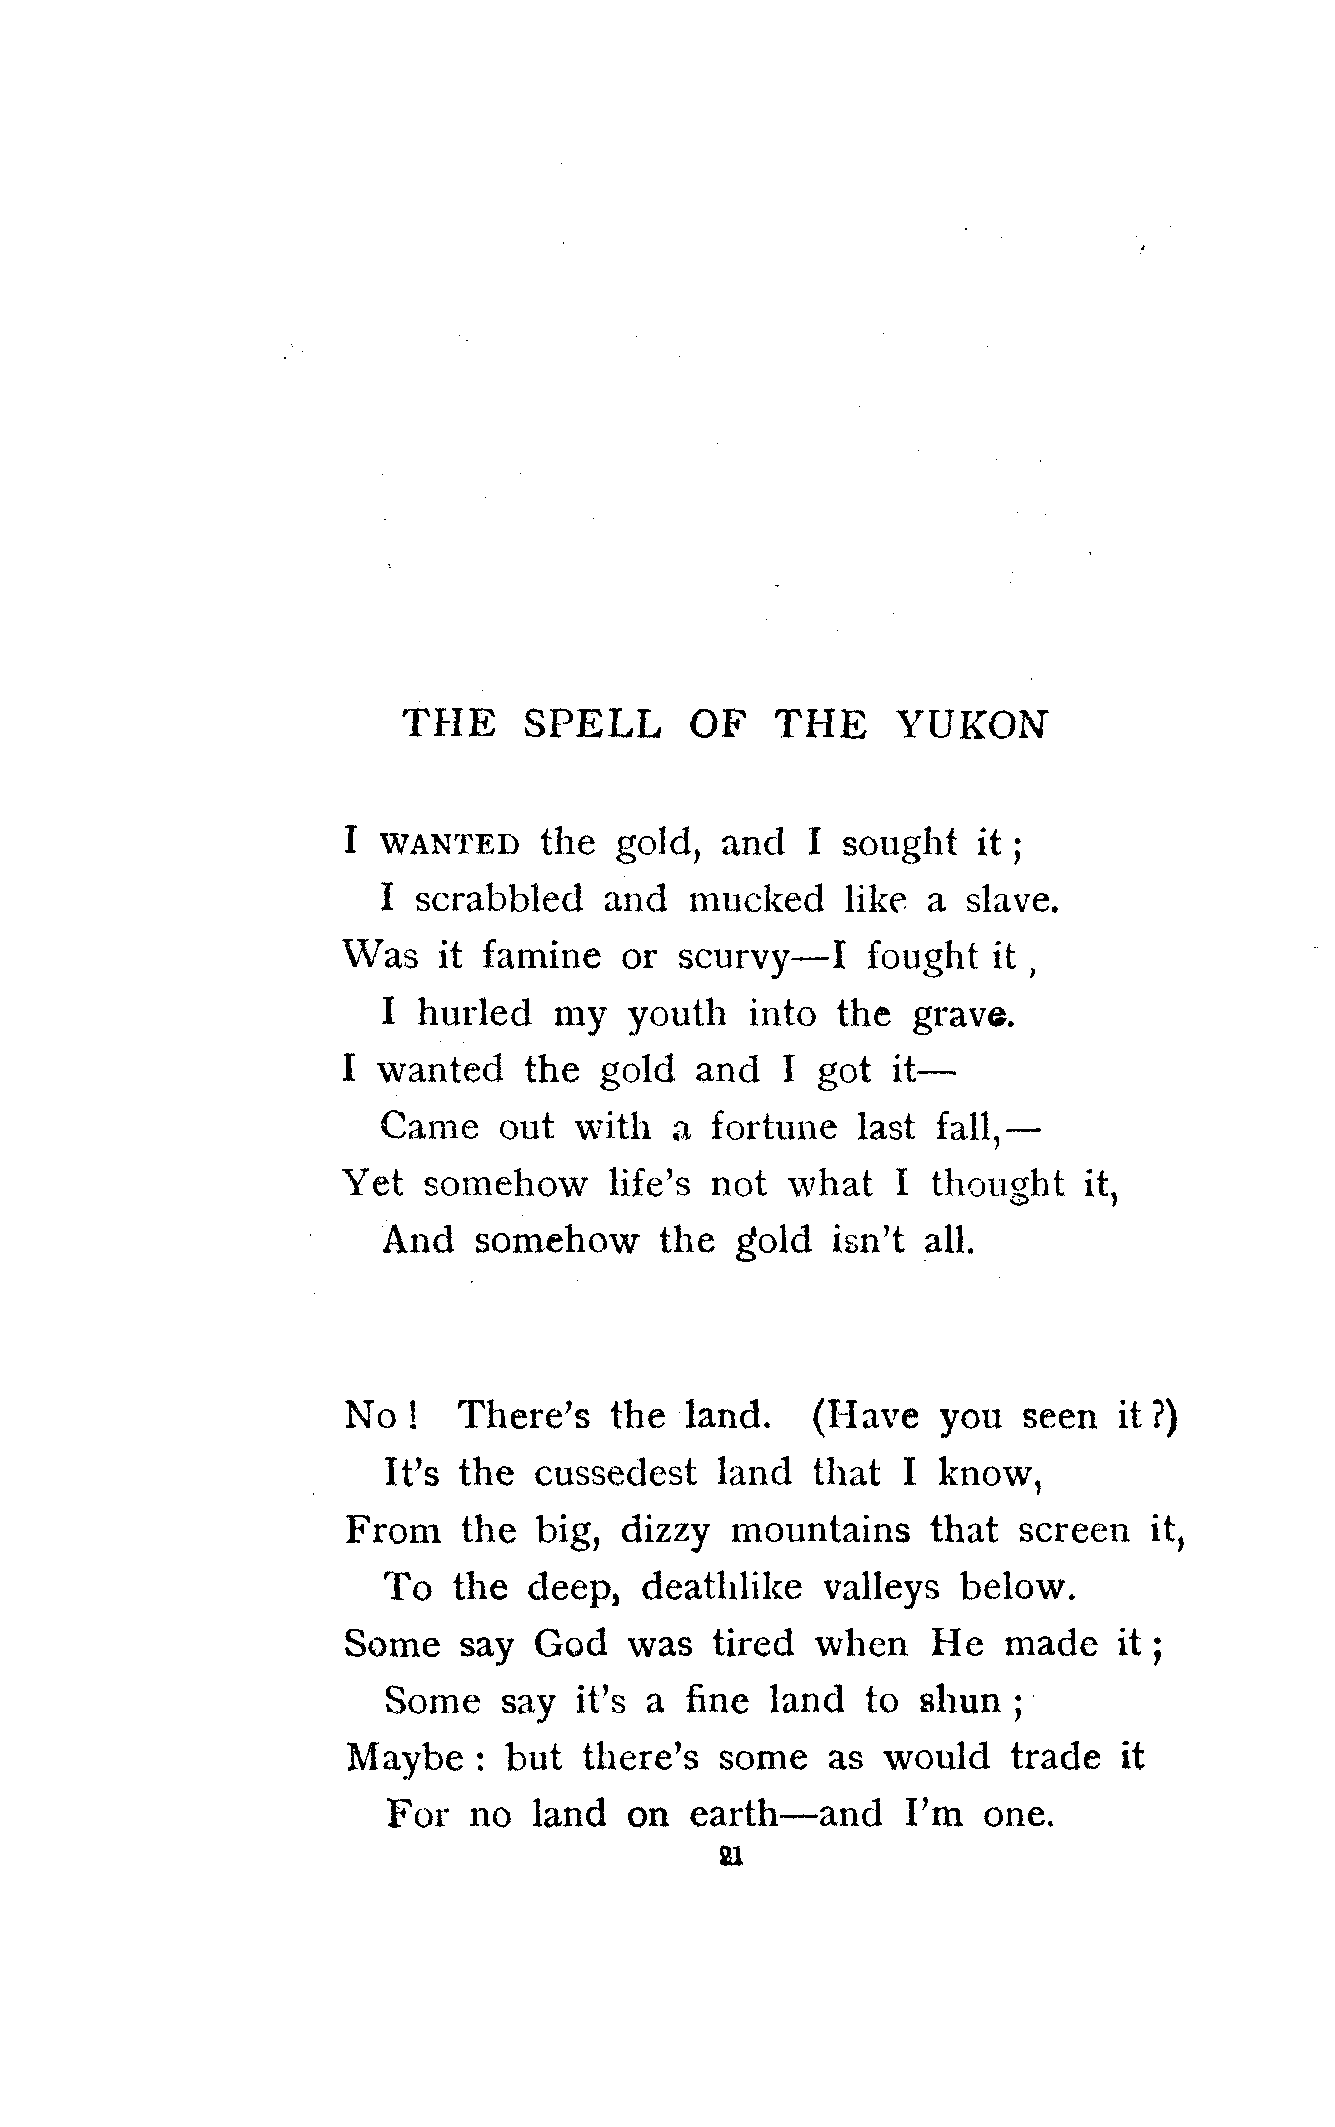 THE SPELL OF THE YUKON
I WANTED the gold, and I sought it;
I scrabbled and mucked like a slave.
Was it famine or scurvy—I fought it,
I hurled my youth into the grave.
I wanted the gold and I got it—
Came out with a fortune last fall,—
Yet somehow life's not what I thought it,
And somehow the gold isn't all.
No! There's the land. (Have you seen it?)
It's the cussedest land that I know,
From the big, dizzy mountains that screen it,
To the deep, deathlike valleys below.
Some say God was tired when He made it;
Some say it's a fine land to shun;
Maybe: but there's some as would trade it
For no land on earth—and I'm one.
21